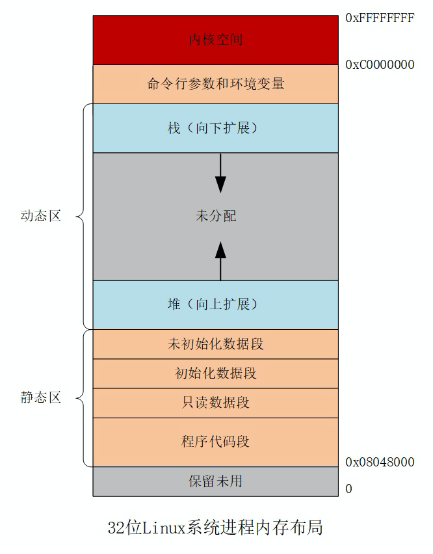 0xFFFFFFFF
内核空间
0xC0000000
命令行参数和环境变量
栈（向下扩展）
动态区
未分配
堆（向上扩展）
未初始化数据段
初始化数据段
静态区
只读数据段
程序代码段
0x08048000
保留未用
0
32位Linux系统进程内存布局